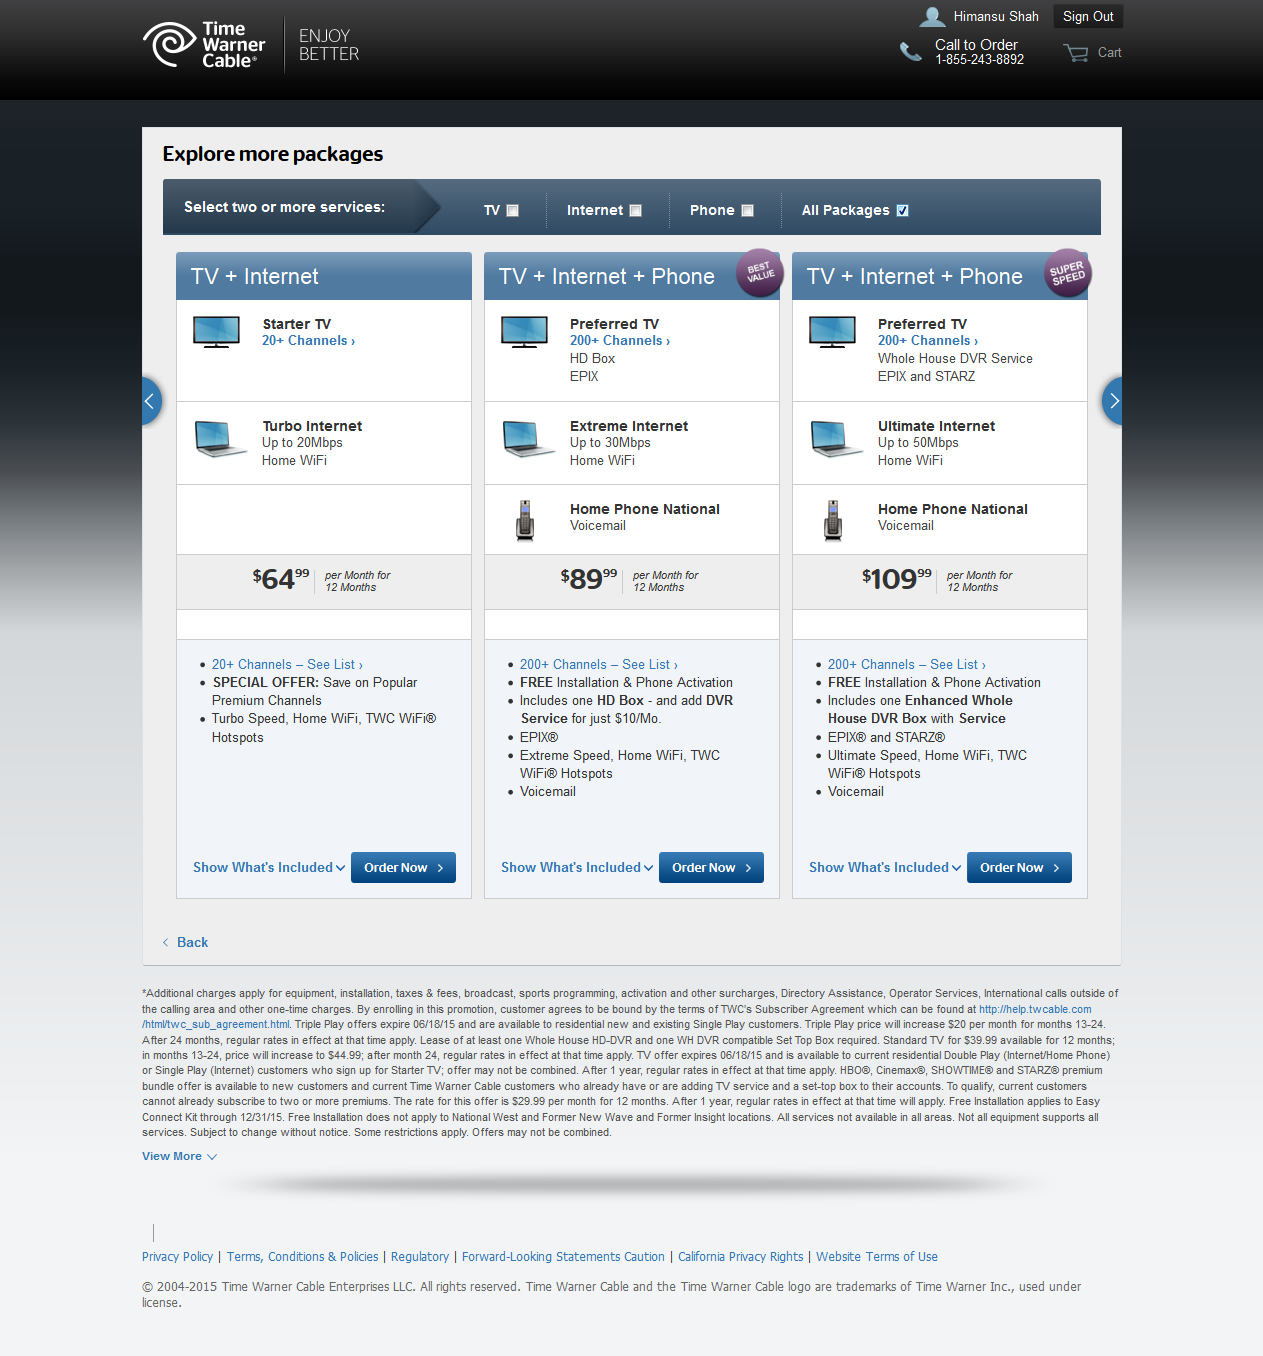 Time
Warner
Cable®
ENJOY
BETTER
Himansu Shah
Sign Out
Call to Order
1-855-243-8892
Cart
Explore more packages
Select two or more services:
TV
Internet
Phone
All Packages
TV + Internet
Starter TV
20+ Channels ›
Turbo Internet
Up to 20Mbps
Home WiFi
$64.99
per Month for
12 Months
20+ Channels – See List ›
SPECIAL OFFER: Save on Popular
Premium Channels
Turbo Speed, Home WiFi, TWC WiFi®
Hotspots
Show What's Included
Order Now
TV + Internet + Phone
BEST
VALUE
Preferred TV
200+ Channels ›
HD Box
EPIX
Extreme Internet
Up to 30Mbps
Home WiFi
Home Phone National
Voicemail
$89.99
per Month for
12 Months
200+ Channels – See List ›
FREE Installation & Phone Activation
Includes one HD Box - and add DVR
Service for just $10/Mo.
EPIX®
Extreme Speed, Home WiFi, TWC
WiFi® Hotspots
Voicemail
Show What's Included
Order Now
TV + Internet + Phone
SUPER
SPEED
Preferred TV
200+ Channels ›
Whole House DVR Service
EPIX and STARZ
Ultimate Internet
Up to 50Mbps
Home WiFi
Home Phone National
Voicemail
$109.99
per Month for
12 Months
200+ Channels – See List ›
FREE Installation & Phone Activation
Includes one Enhanced Whole
House DVR Box with Service
EPIX® and STARZ®
Ultimate Speed, Home WiFi, TWC
WiFi® Hotspots
Voicemail
Show What's Included
Order Now
Back
*Additional charges apply for equipment, installation, taxes & fees, broadcast, sports programming, activation and other surcharges, Directory Assistance, Operator Services, International calls outside of
the calling area and other one-time charges. By enrolling in this promotion, customer agrees to be bound by the terms of TWC's Subscriber Agreement which can be found at http://help.twcable.com
/html/twc_sub_agreement.html. Triple Play offers expire 06/18/15 and are available to residential new and existing Single Play customers. Triple Play price will increase $20 per month for months 13-24.
After 24 months, regular rates in effect at that time apply. Lease of at least one Whole House HD-DVR and one WH DVR compatible Set Top Box required. Standard TV for $39.99 available for 12 months;
in months 13-24, price will increase to $44.99; after month 24, regular rates in effect at that time apply. TV offer expires 06/18/15 and is available to current residential Double Play (Internet/Home Phone)
or Single Play (Internet) customers who sign up for Starter TV; offer may not be combined. After 1 year, regular rates in effect at that time apply. HBO®, Cinemax®, SHOWTIME® and STARZ® premium
bundle offer is available to new customers and current Time Warner Cable customers who already have or are adding TV service and a set-top box to their accounts. To qualify, current customers
cannot already subscribe to two or more premiums. The rate for this offer is $29.99 per month for 12 months. After 1 year, regular rates in effect at that time will apply. Free Installation applies to Easy
Connect Kit through 12/31/15. Free Installation does not apply to National West and Former New Wave and Former Insight locations. All services not available in all areas. Not all equipment supports all
services. Subject to change without notice. Some restrictions apply. Offers may not be combined.
View More
Privacy Policy | Terms, Conditions & Policies | Regulatory | Forward-Looking Statements Caution | California Privacy Rights | Website Terms of Use
© 2004-2015 Time Warner Cable Enterprises LLC. All rights reserved. Time Warner Cable and the Time Warner Cable logo are trademarks of Time Warner Inc., used under
license.